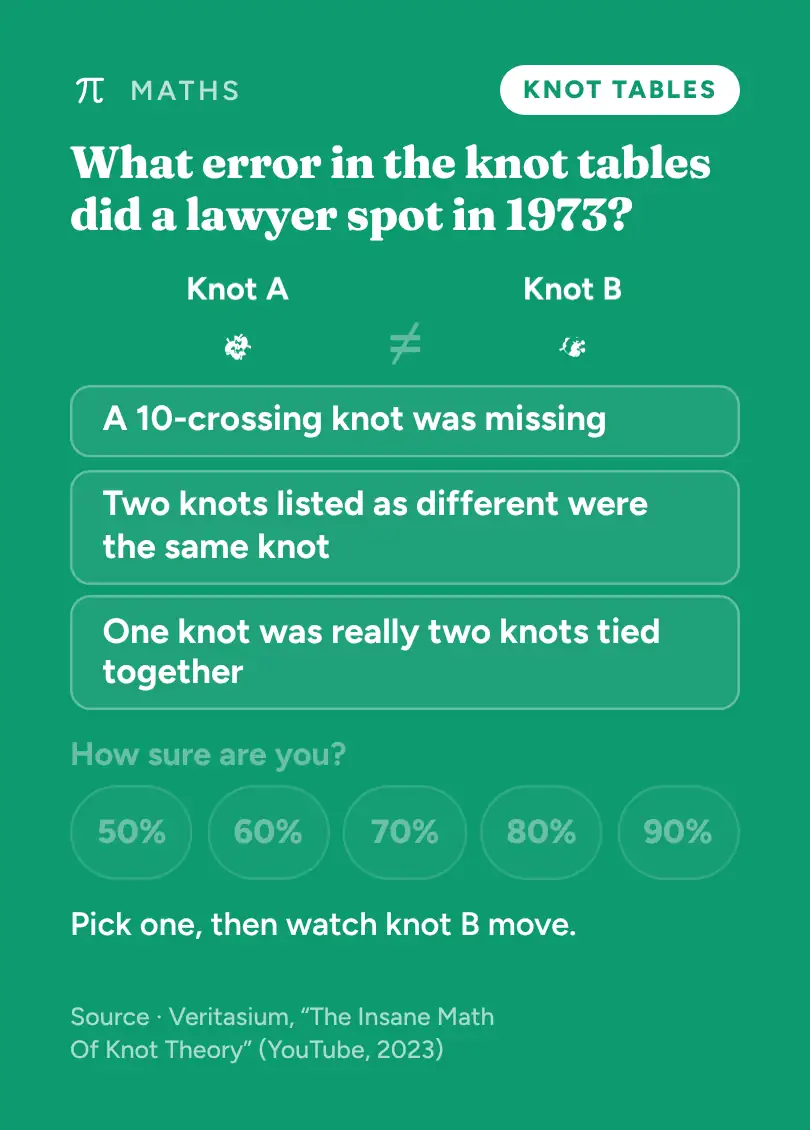 π MATHS
KNOT TABLES
What error in the knot tables
did a lawyer spot in 1973?
Knot A
Knot B
≠
A 10-crossing knot was missing
Two knots listed as different were
the same knot
One knot was really two knots tied
together
How sure are you?
50% 60% 70% 80% 90%
Pick one, then watch knot B move.
Source · Veritasium, “The Insane Math
Of Knot Theory” (YouTube, 2023)